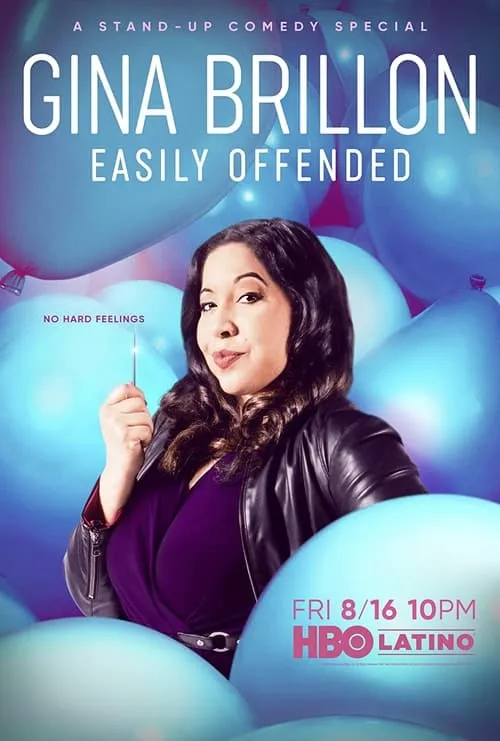 A STAND-UP COMEDY SPECIAL
GINA BRILLON
EASILY OFFENDED
NO HARD FEELINGS
FRI 8/16 10PM
HBO LATINO